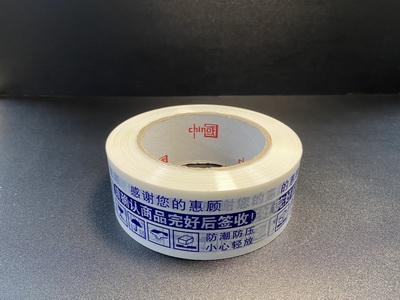 感谢您的惠顾
确认商品完好后签收!
防潮防压
小心轻放